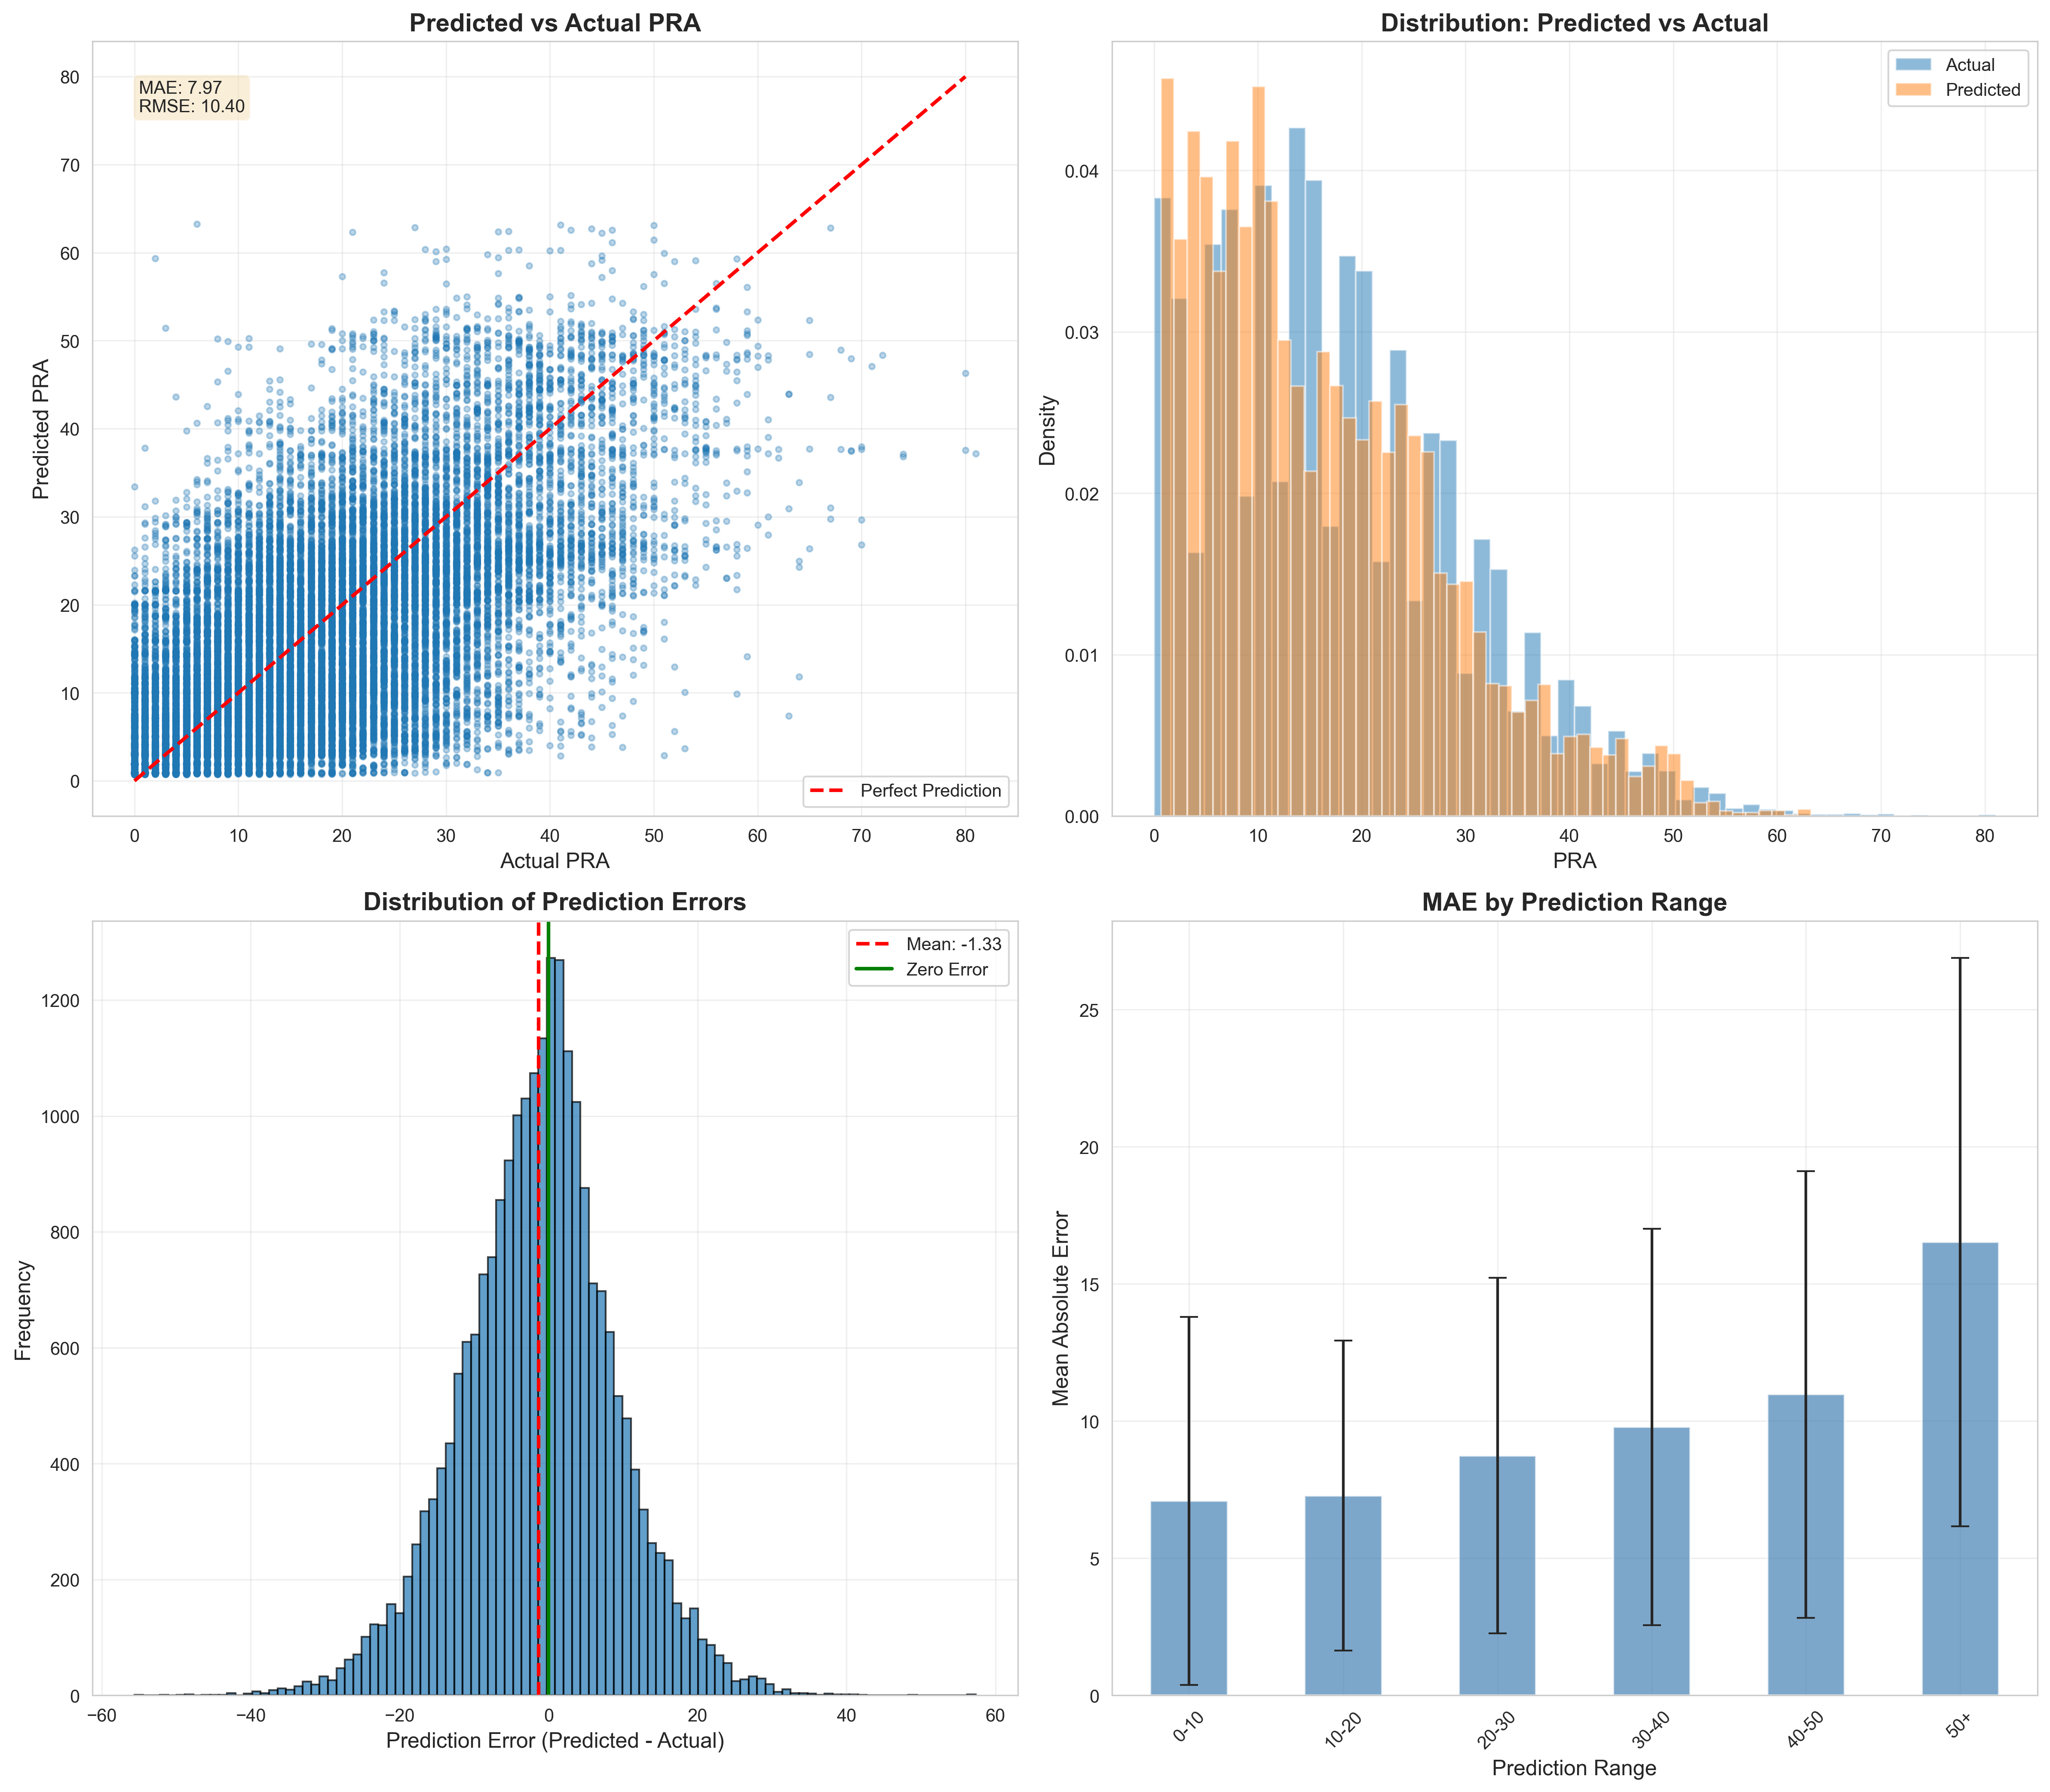 Predicted vs Actual PRA
MAE: 7.97
RMSE: 10.40
80
70
60
50
40
30
20
10
0
Predicted PRA
0 10 20 30 40 50 60 70 80
Actual PRA
Perfect Prediction
Distribution: Predicted vs Actual
Actual
Predicted
0.04
0.03
0.02
0.01
0.00
Density
0 10 20 30 40 50 60 70 80
PRA
Distribution of Prediction Errors
Mean: -1.33
Zero Error
1200
1000
800
600
400
200
0
Frequency
−60 −40 −20 0 20 40 60
Prediction Error (Predicted - Actual)
MAE by Prediction Range
25
20
15
10
5
0
Mean Absolute Error
0-10 10-20 20-30 30-40 40-50 50+
Prediction Range